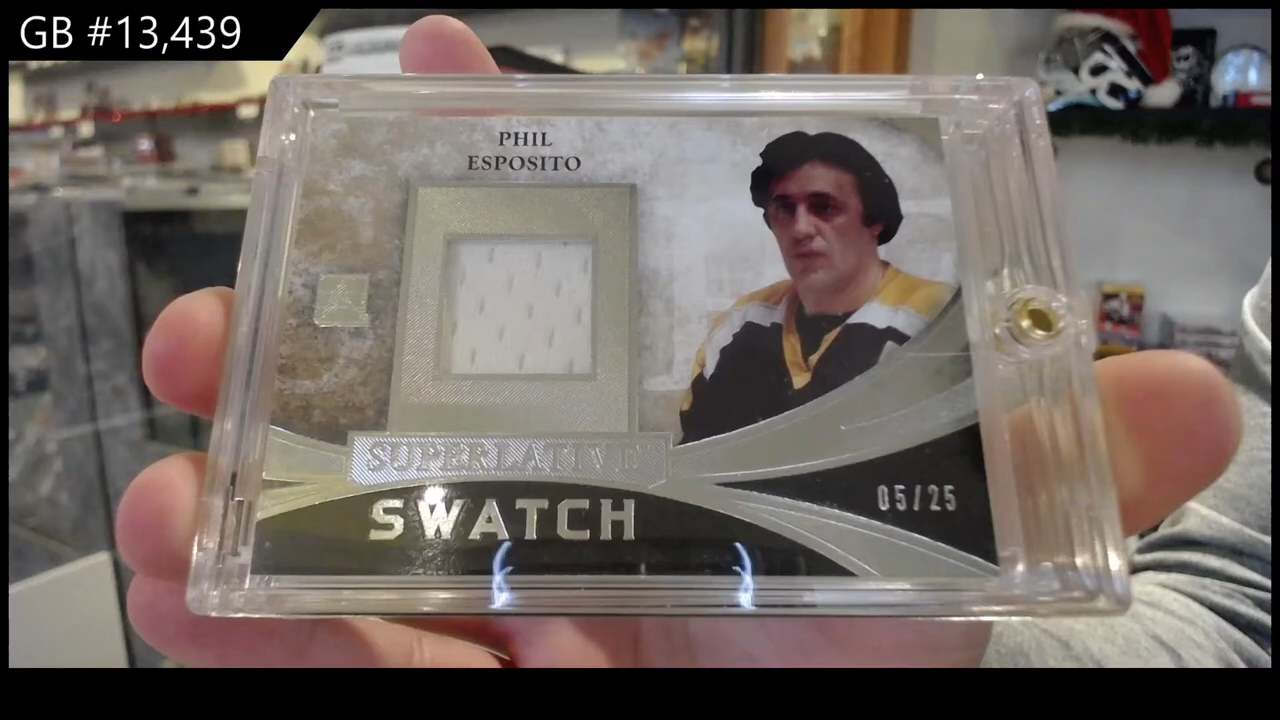 GB #13,439
PHIL
ESPOSITO
SUPERLATIVE
SWATCH
05/25